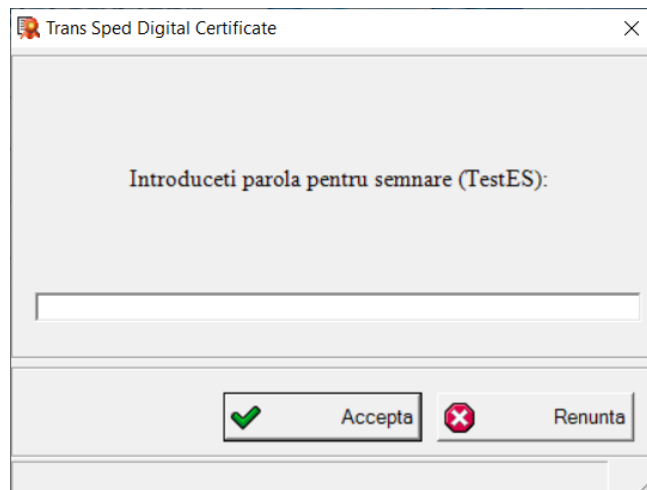 Trans Sped Digital Certificate
Introduceti parola pentru semnare (TestES):
Accepta
Renunta